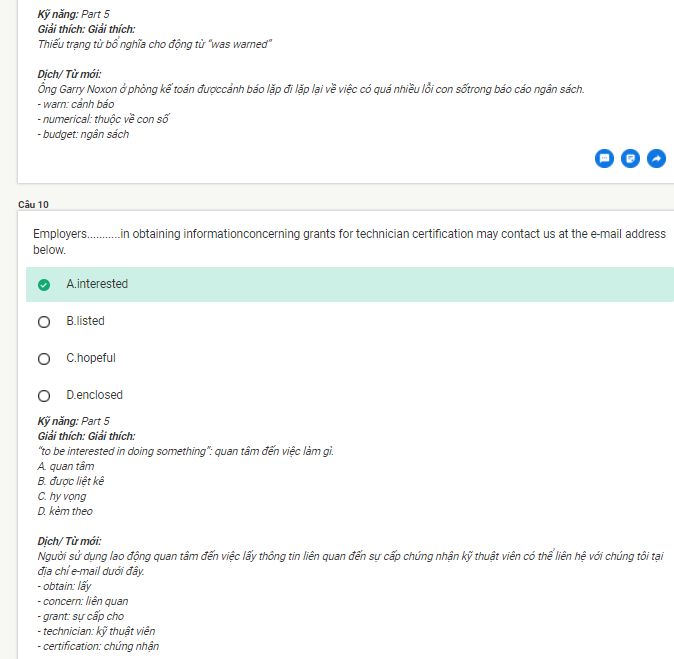 Kỹ năng: Part 5
Giải thích: Giải thích:
Thiếu trạng từ bổ nghĩa cho động từ "was warned"
Dịch/ Từ mới:
Ông Garry Noxon ở phòng kế toán đượccảnh báo lặp đi lặp lại về việc có quá nhiều lỗi con sốtrong báo cáo ngân sách.
- warn: cảnh báo
- numerical: thuộc về con số
- budget: ngân sách
Câu 10
Employers...........in obtaining informationconcerning grants for technician certification may contact us at the e-mail address
below.
A.interested
B.listed
C.hopeful
D.enclosed
Kỹ năng: Part 5
Giải thích: Giải thích:
"to be interested in doing something": quan tâm đến việc làm gì.
A. quan tâm
B. được liệt kê
C. hy vọng
D. kèm theo
Dịch/ Từ mới:
Người sử dụng lao động quan tâm đến việc lấy thông tin liên quan đến sự cấp chứng nhận kỹ thuật viên có thể liên hệ với chúng tôi tại
địa chỉ e-mail dưới đây.
- obtain: lấy
- concern: liên quan
- grant: sự cấp cho
- technician: kỹ thuật viên
- certification: chứng nhận